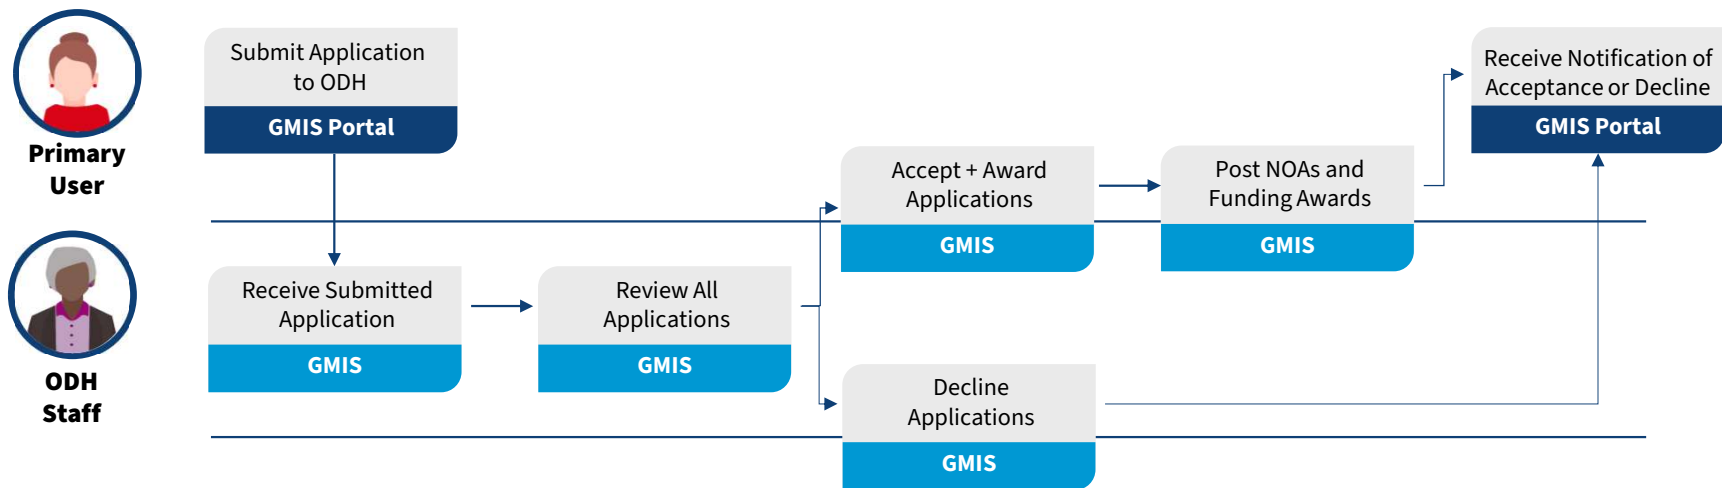 Primary
User
Submit Application
to ODH
GMIS Portal
Receive Notification of
Acceptance or Decline
GMIS Portal
Accept + Award
Applications
GMIS
Post NOAs and
Funding Awards
GMIS
ODH
Staff
Receive Submitted
Application
GMIS
Review All
Applications
GMIS
Decline
Applications
GMIS